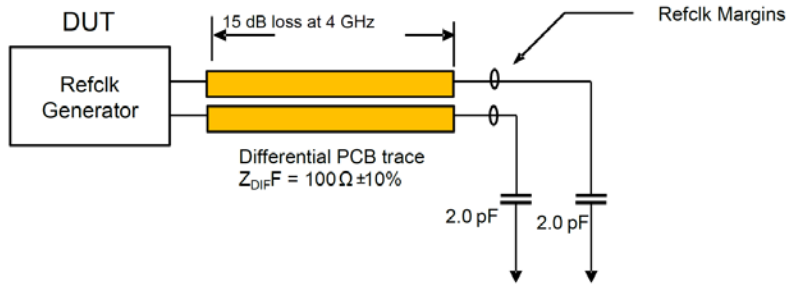 DUT
15 dB loss at 4 GHz
Refclk Margins
Refclk
Generator
Differential PCB trace
ZDIFF = 100Ω±10%
2.0 pF
2.0 pF